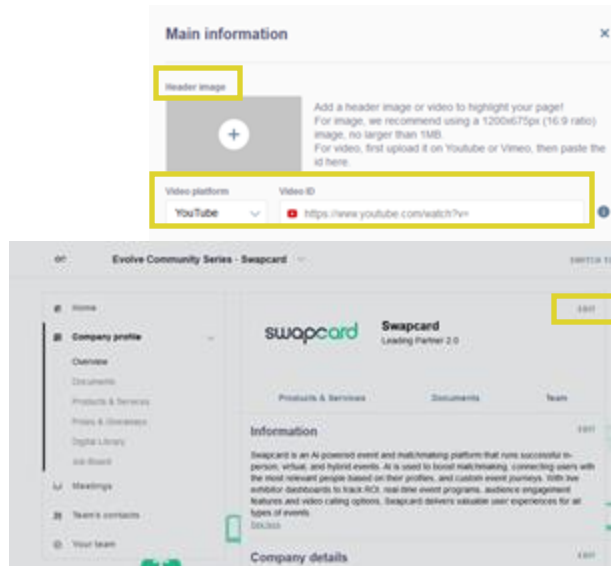 Main information ×
Header image
Add a header image or video to highlight your page!
For image, we recommend using a 1200x675px (16:9 ratio)
image, no larger than 1MB.
For video, first upload it on Youtube or Vimeo, then paste the
id here.
Video platform Video ID
YouTube https://www.youtube.com/watch?v=
Evolve Community Series - Swapcard
Home
Company profile
Overview
Documents
Products & Services
Prizes & Giveaways
Digital Library
Job Board
Meetings
Team's contacts
Your team
EDIT
swapcard
Swapcard
Leading Partner 2.0
Products & Services Documents Team
Information EDIT
Swapcard is an AI-powered event and matchmaking platform that runs successful in-
person, virtual, and hybrid events. AI is used to boost matchmaking, connecting users with
the most relevant people based on their profiles, and custom event journeys. With live
exhibitor dashboards to track ROI, real-time event programs, audience engagement
features and video calling options, Swapcard delivers valuable user experiences for all
types of events.
Company details EDIT